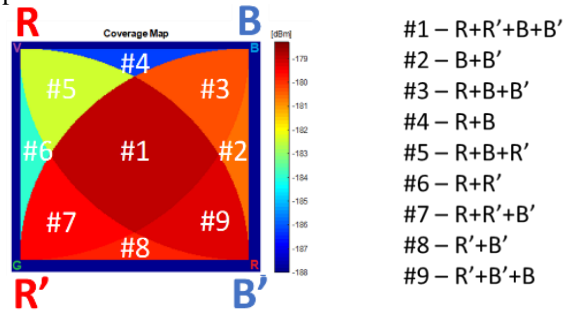 R
B
Coverage Map
[dBm]
V
B
#4
#5
#3
#6
#1
#2
#7
#9
#8
G
R
-179
-180
-181
-182
-183
-184
-185
-186
-187
-188
R’
B’
#1 – R+R’+B+B’
#2 – B+B’
#3 – R+B+B’
#4 – R+B
#5 – R+B+R’
#6 – R+R’
#7 – R+R’+B’
#8 – R’+B’
#9 – R’+B’+B